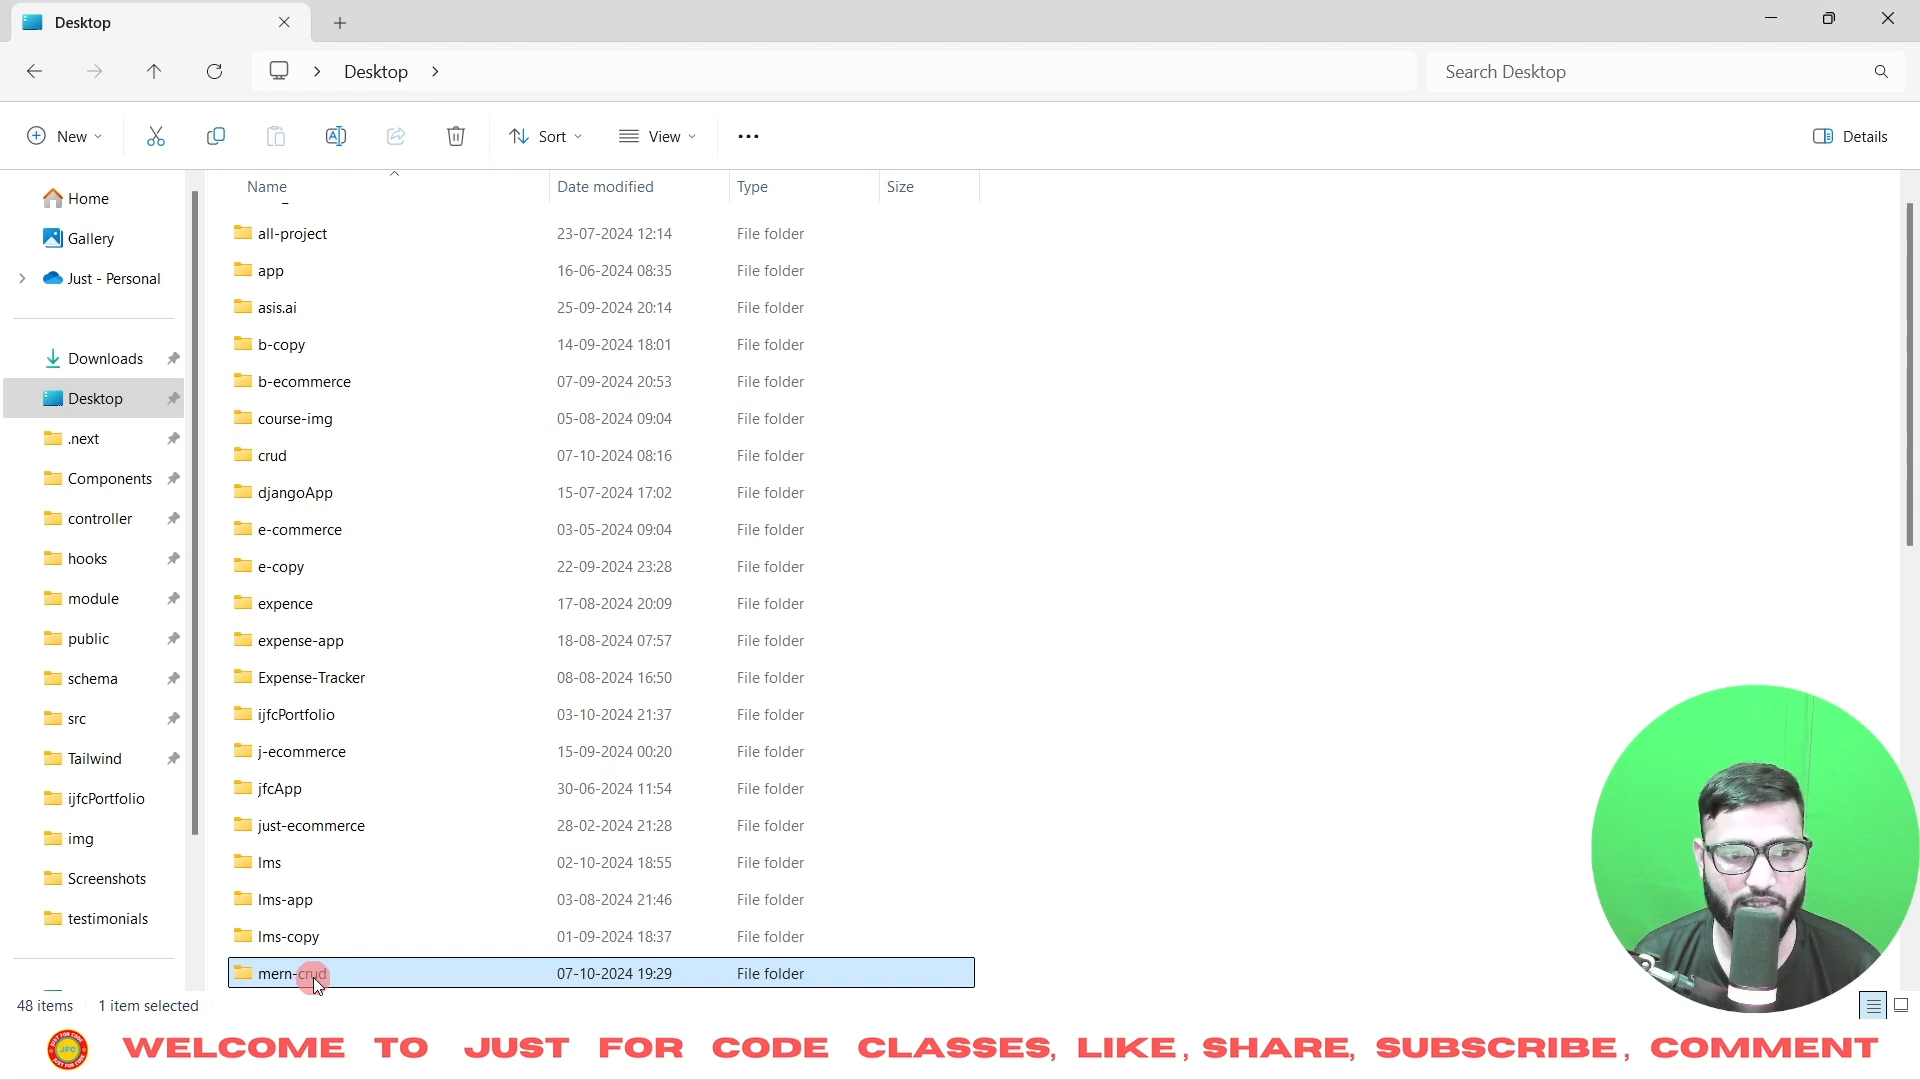 Desktop
Desktop
Search Desktop
New
Sort
View
Details
Name
Date modified
Type
Size
Home
Gallery
Just - Personal
Downloads
Desktop
.next
Components
controller
hooks
module
public
schema
src
Tailwind
ijfcPortfolio
img
Screenshots
testimonials
all-project 23-07-2024 12:14 File folder
app 16-06-2024 08:35 File folder
asis.ai 25-09-2024 20:14 File folder
b-copy 14-09-2024 18:01 File folder
b-ecommerce 07-09-2024 20:53 File folder
course-img 05-08-2024 09:04 File folder
crud 07-10-2024 08:16 File folder
djangoApp 15-07-2024 17:02 File folder
e-commerce 03-05-2024 09:04 File folder
e-copy 22-09-2024 23:28 File folder
expence 17-08-2024 20:09 File folder
expense-app 18-08-2024 07:57 File folder
Expense-Tracker 08-08-2024 16:50 File folder
ijfcPortfolio 03-10-2024 21:37 File folder
j-ecommerce 15-09-2024 00:20 File folder
jfcApp 30-06-2024 11:54 File folder
just-ecommerce 28-02-2024 21:28 File folder
lms 02-10-2024 18:55 File folder
lms-app 03-08-2024 21:46 File folder
lms-copy 01-09-2024 18:37 File folder
mern-crud 07-10-2024 19:29 File folder
48 items 1 item selected
WELCOME TO JUST FOR CODE CLASSES, LIKE, SHARE, SUBSCRIBE, COMMENT